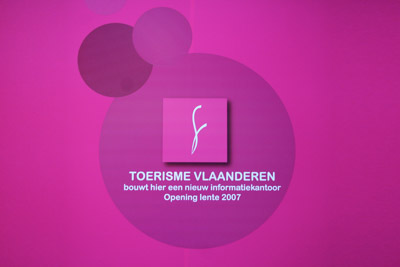 TOERISME VLAANDEREN
bouwt hier een nieuw informatiekantoor
Opening lente 2007